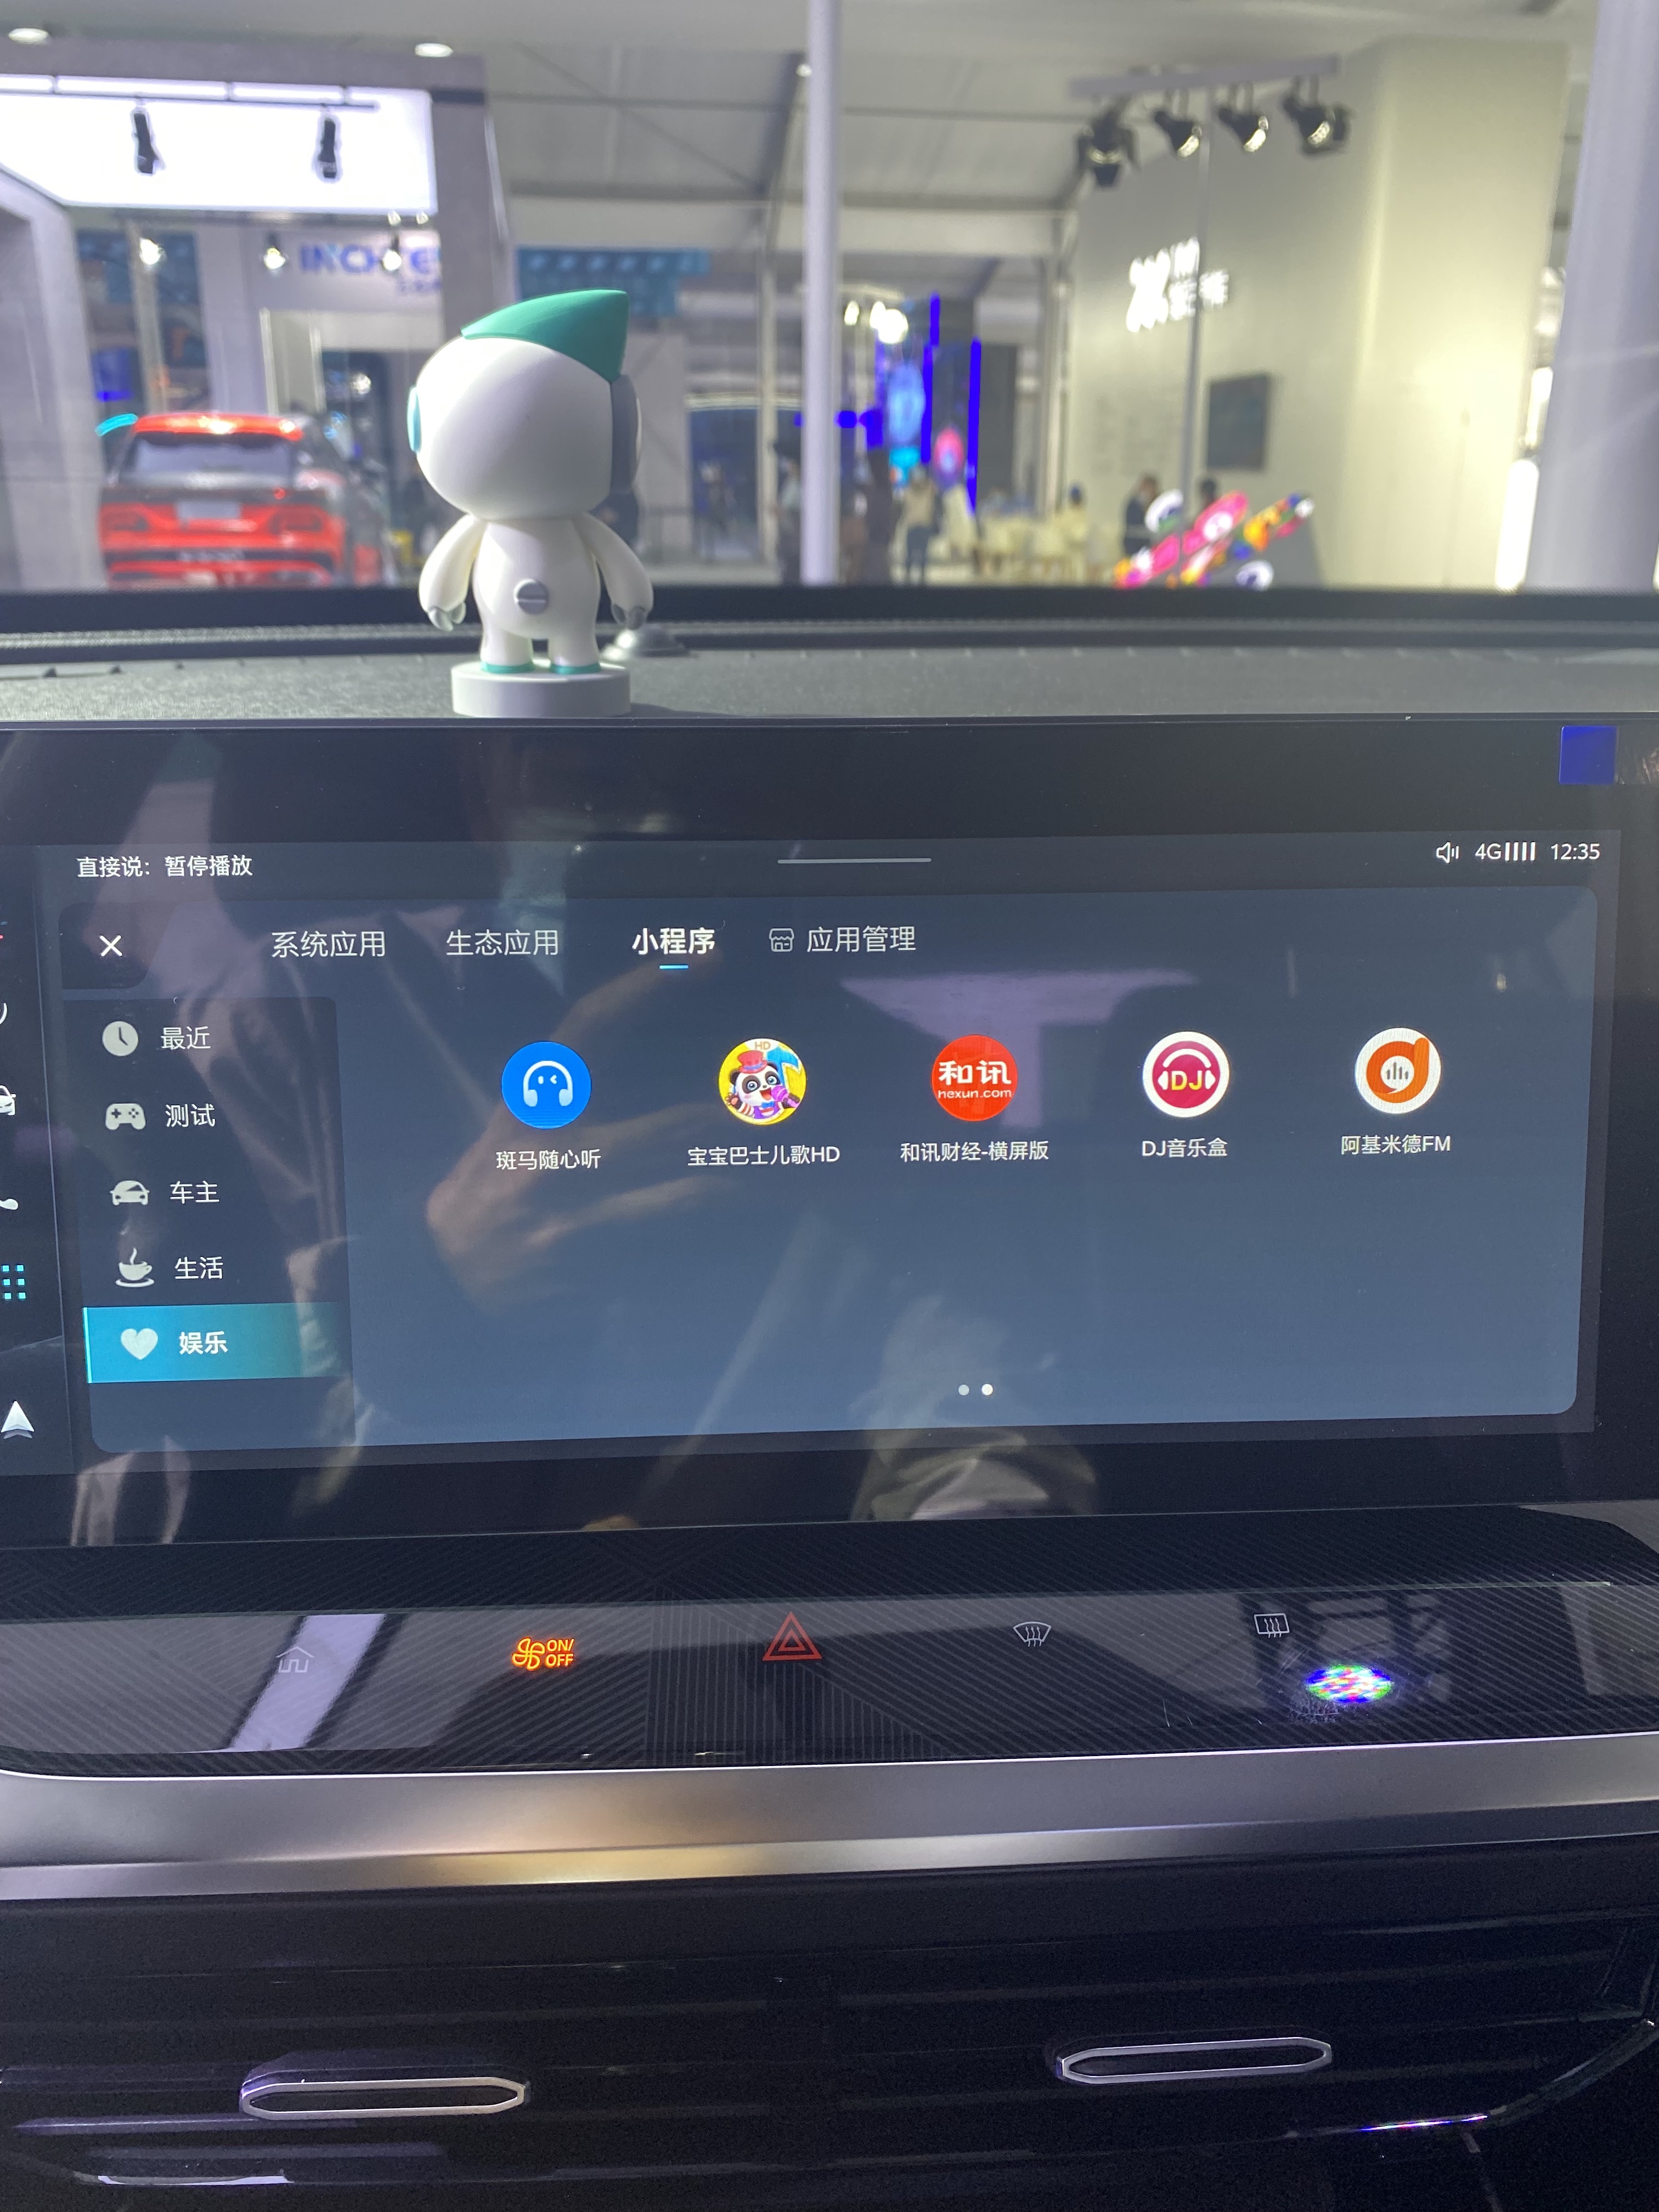 直接说：暂停播放
4G 12:35
系统应用 生态应用 小程序 应用管理
最近
测试
车主
生活
娱乐
HD
和讯
hexun.com
DJ
斑马随心听 宝宝巴士儿歌HD 和讯财经-横屏版 DJ音乐盒 阿基米德FM
ON/
OFF